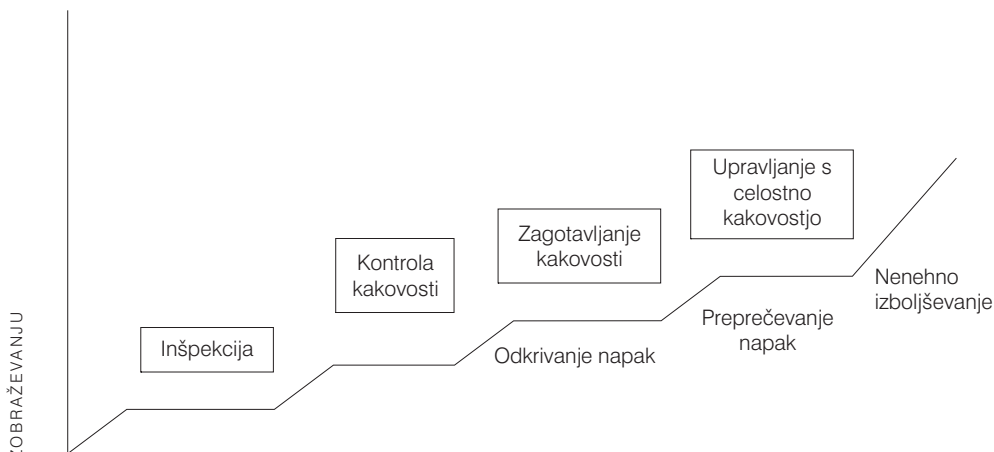 Upravljanje s
celostno
kakovostjo
Zagotavljanje
kakovosti
Kontrola
kakovosti
Nenehno
izboljševanje
Preprečevanje
napak
Inšpekcija
Odkrivanje napak